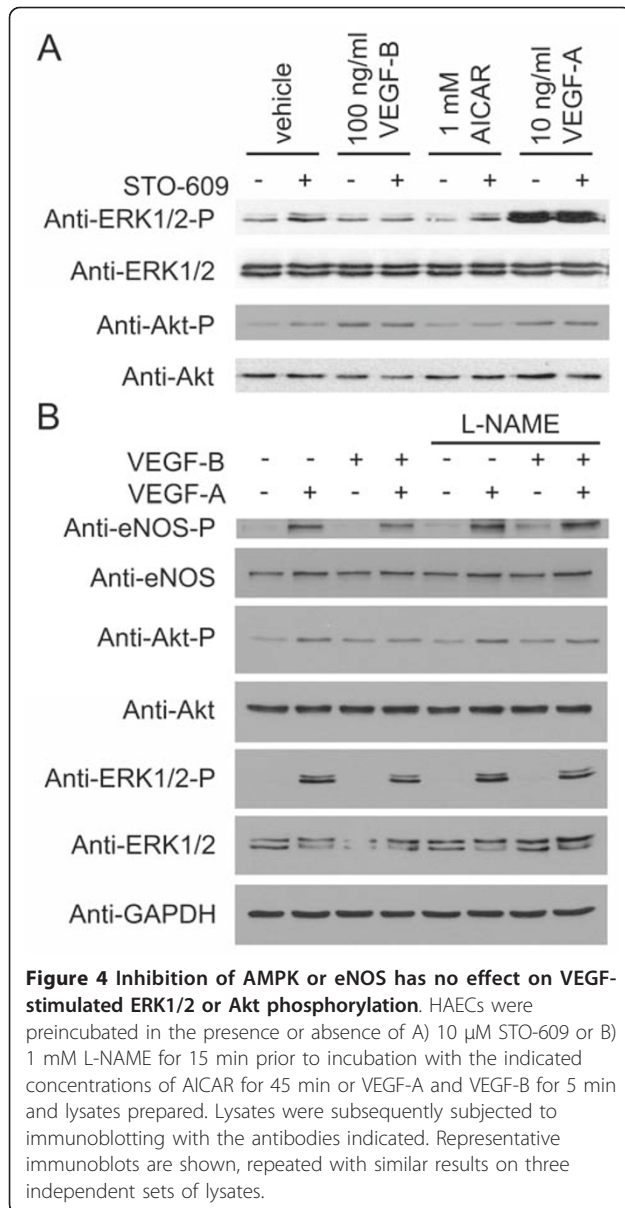 A
vehicle
100 ng/ml
VEGF-B
1 mM
AICAR
10 ng/ml
VEGF-A
STO-609 - + - + - + - +
Anti-ERK1/2-P
Anti-ERK1/2
Anti-Akt-P
Anti-Akt
B
L-NAME
VEGF-B - - + + - - + +
VEGF-A - + - + - + - +
Anti-eNOS-P
Anti-eNOS
Anti-Akt-P
Anti-Akt
Anti-ERK1/2-P
Anti-ERK1/2
Anti-GAPDH
Figure 4 Inhibition of AMPK or eNOS has no effect on VEGF-
stimulated ERK1/2 or Akt phosphorylation. HAECs were
preincubated in the presence or absence of A) 10 μM STO-609 or B)
1 mM L-NAME for 15 min prior to incubation with the indicated
concentrations of AICAR for 45 min or VEGF-A and VEGF-B for 5 min
and lysates prepared. Lysates were subsequently subjected to
immunoblotting with the antibodies indicated. Representative
immunoblots are shown, repeated with similar results on three
independent sets of lysates.